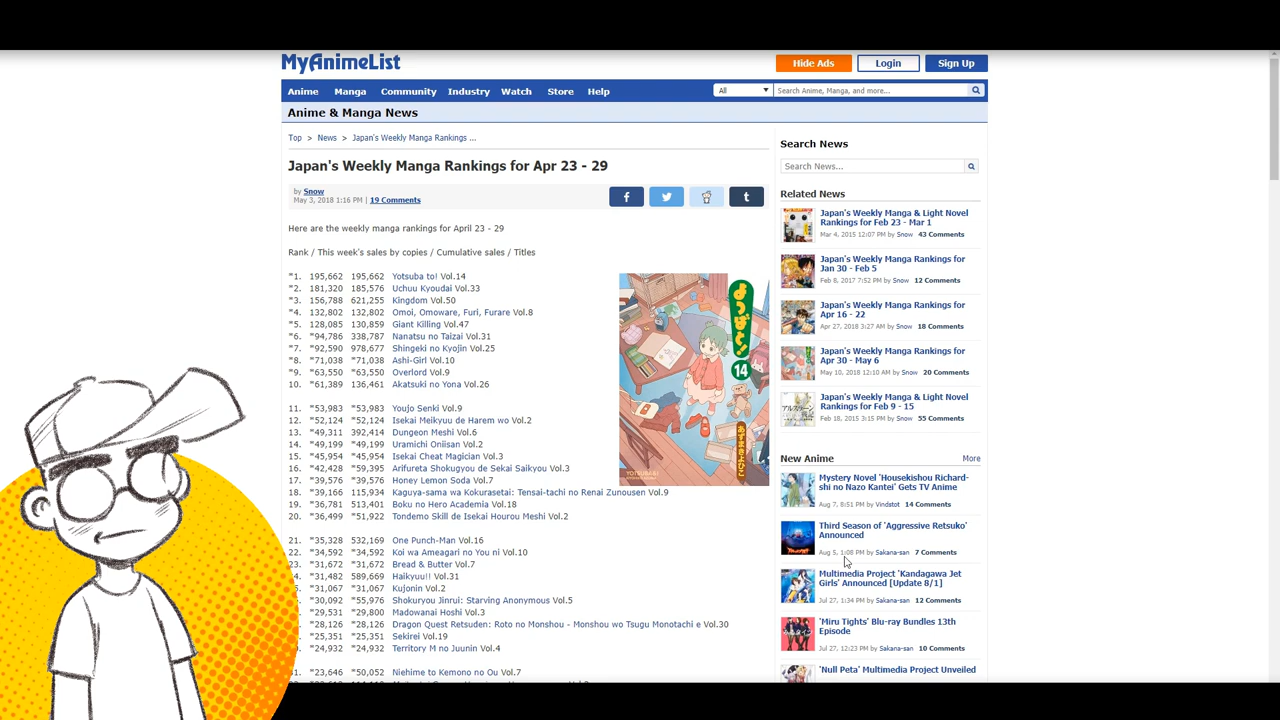 MyAnimeList
Hide Ads Login Sign Up
Anime Manga Community Industry Watch Store Help
All Search Anime, Manga, and more...
Anime & Manga News
Top > News > Japan's Weekly Manga Rankings ...
Japan's Weekly Manga Rankings for Apr 23 - 29
by Snow
May 3, 2018 1:16 PM | 19 Comments
Here are the weekly manga rankings for April 23 - 29
Rank / This week's sales by copies / Cumulative sales / Titles
*1. 195,662 195,662 Yotsuba to! Vol.14
*2. 181,320 185,576 Uchuu Kyoudai Vol.33
*3. 156,788 621,255 Kingdom Vol.50
*4. 132,802 132,802 Omoi, Omoware, Furi, Furare Vol.8
*5. 128,085 130,859 Giant Killing Vol.47
*6. *94,786 338,787 Nanatsu no Taizai Vol.31
*7. *92,590 978,677 Shingeki no Kyojin Vol.25
*8. *71,038 *71,038 Ashi-Girl Vol.10
*9. *63,550 *63,550 Overlord Vol.9
10. *61,389 136,461 Akatsuki no Yona Vol.26
11. *53,983 *53,983 Youjo Senki Vol.9
12. *52,124 *52,124 Isekai Meikyuu de Harem wo Vol.2
13. *49,311 392,414 Dungeon Meshi Vol.6
14. *49,199 *49,199 Uramichi Oniisan Vol.2
15. *45,954 *45,954 Isekai Cheat Magician Vol.3
16. *42,428 *59,395 Arifureta Shokugyou de Sekai Saikyou Vol.3
17. *39,576 *39,576 Honey Lemon Soda Vol.7
18. *39,166 115,934 Kaguya-sama wa Kokurasetai: Tensai-tachi no Renai Zunousen Vol.9
19. *36,781 513,401 Boku no Hero Academia Vol.18
20. *36,499 *51,922 Tondemo Skill de Isekai Hourou Meshi Vol.2
21. *35,328 532,169 One Punch-Man Vol.16
22. *34,592 *34,592 Koi wa Ameagari no You ni Vol.10
23. *31,672 *31,672 Bread & Butter Vol.7
4. *31,482 589,669 Haikyuu!! Vol.31
5. *31,067 *31,067 Kujonin Vol.2
*30,092 *55,976 Shokuryou Jinrui: Starving Anonymous Vol.5
*29,531 *29,800 Madowanai Hoshi Vol.3
*28,126 *28,126 Dragon Quest Retsuden: Roto no Monshou - Monshou wo Tsugu Monotachi e Vol.30
*25,351 *25,351 Sekirei Vol.19
*24,932 *24,932 Territory M no Juunin Vol.4
*23,646 *50,052 Niehime to Kemono no Ou Vol.7
よつばと!
14
あずまきよひこ
Search News
Search News...
Related News
Japan's Weekly Manga & Light Novel
Rankings for Feb 23 - Mar 1
Mar 4, 2015 12:07 PM by Snow 43 Comments
Japan's Weekly Manga Rankings for
Jan 30 - Feb 5
Feb 8, 2017 7:52 PM by Snow 12 Comments
Japan's Weekly Manga Rankings for
Apr 16 - 22
Apr 27, 2018 3:27 AM by Snow 18 Comments
Japan's Weekly Manga Rankings for
Apr 30 - May 6
May 10, 2018 12:10 AM by Snow 20 Comments
Japan's Weekly Manga & Light Novel
Rankings for Feb 9 - 15
Feb 18, 2015 3:15 PM by Snow 55 Comments
New Anime More
Mystery Novel 'Housekishou Richard-
shi no Nazo Kantei' Gets TV Anime
Aug 7, 8:51 PM by Vindstot 14 Comments
Third Season of 'Aggressive Retsuko'
Announced
Aug 5, 1:08 PM by Sakana-san 7 Comments
Multimedia Project 'Kandagawa Jet
Girls' Announced [Update 8/1]
Jul 27, 1:34 PM by Sakana-san 12 Comments
'Miru Tights' Blu-ray Bundles 13th
Episode
Jul 27, 12:23 PM by Sakana-san 10 Comments
'Null Peta' Multimedia Project Unveiled